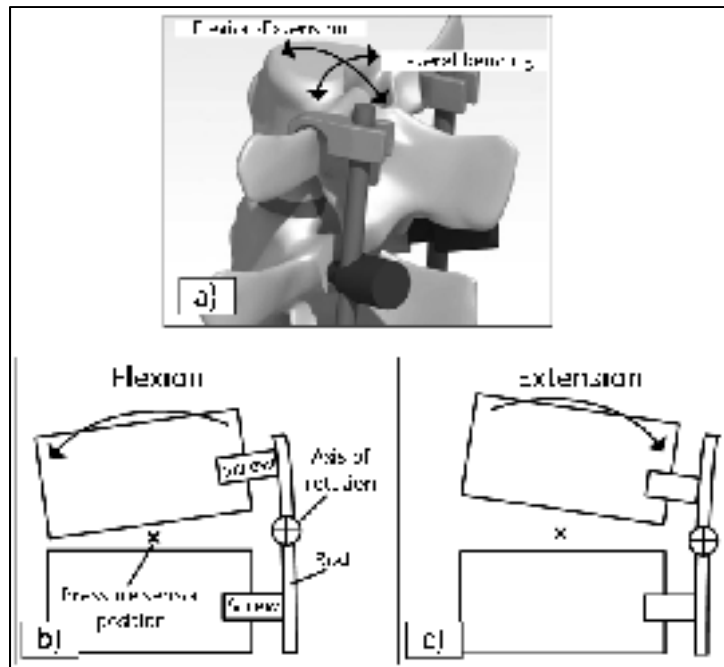 Flexion-Extension
Lateral bending
a)
Flexion
Screw
Axis of
rotation
Rod
Pressure sensor
position
Screw
b)
Extension
c)